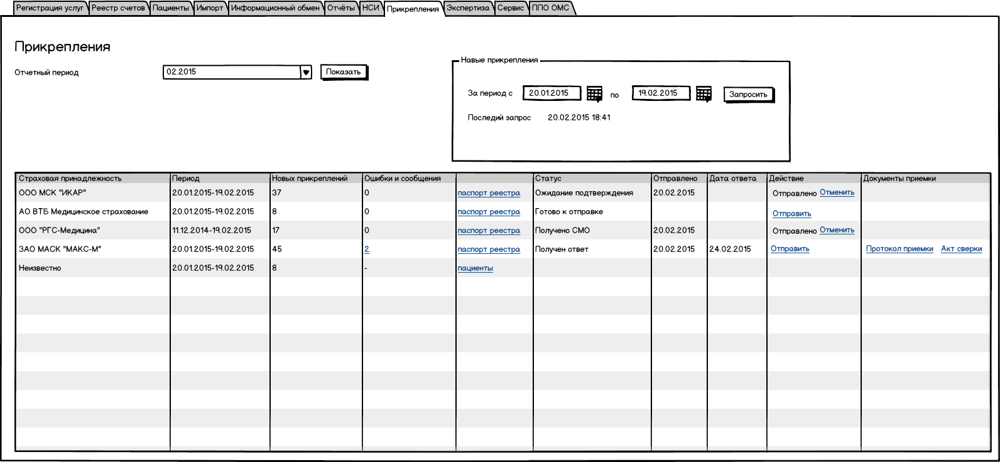 Регистрация услуг Реестр счетов Пациенты Импорт Информационный обмен Отчёты НСИ Прикрепления Экспертиза Сервис ППО ОМС
Прикрепления
Отчетный период 02.2015 Показать
Навые прикрепления
За период с 20.01.2015 по 19.02.2015 Запросить
Последий запрос 20.02.2015 18:41
Страховая принадлежность Период Новых прикреплений Ошибки и сообщения Статус Отправлено Дата ответа Действие Документы приемки
ООО МСК "ИКАР" 20.01.2015-19.02.2015 37 0 паспорт реестра Ожидание подтверждения 20.02.2015 Отправлено Отменить
АО ВТБ Медицинское страхование 20.01.2015-19.02.2015 8 0 паспорт реестра Готово к отправке Отправить
ООО "РГС-Медицина" 11.12.2014-19.02.2015 17 0 паспорт реестра Получено СМО 20.02.2015 Отправлено Отменить
ЗАО МАСК "МАКС-М" 20.01.2015-19.02.2015 45 2 паспорт реестра Получен ответ 20.02.2015 24.02.2015 Отправить Протокол приемки Акт сверки
Неизвестно 20.01.2015-19.02.2015 8 - пациенты